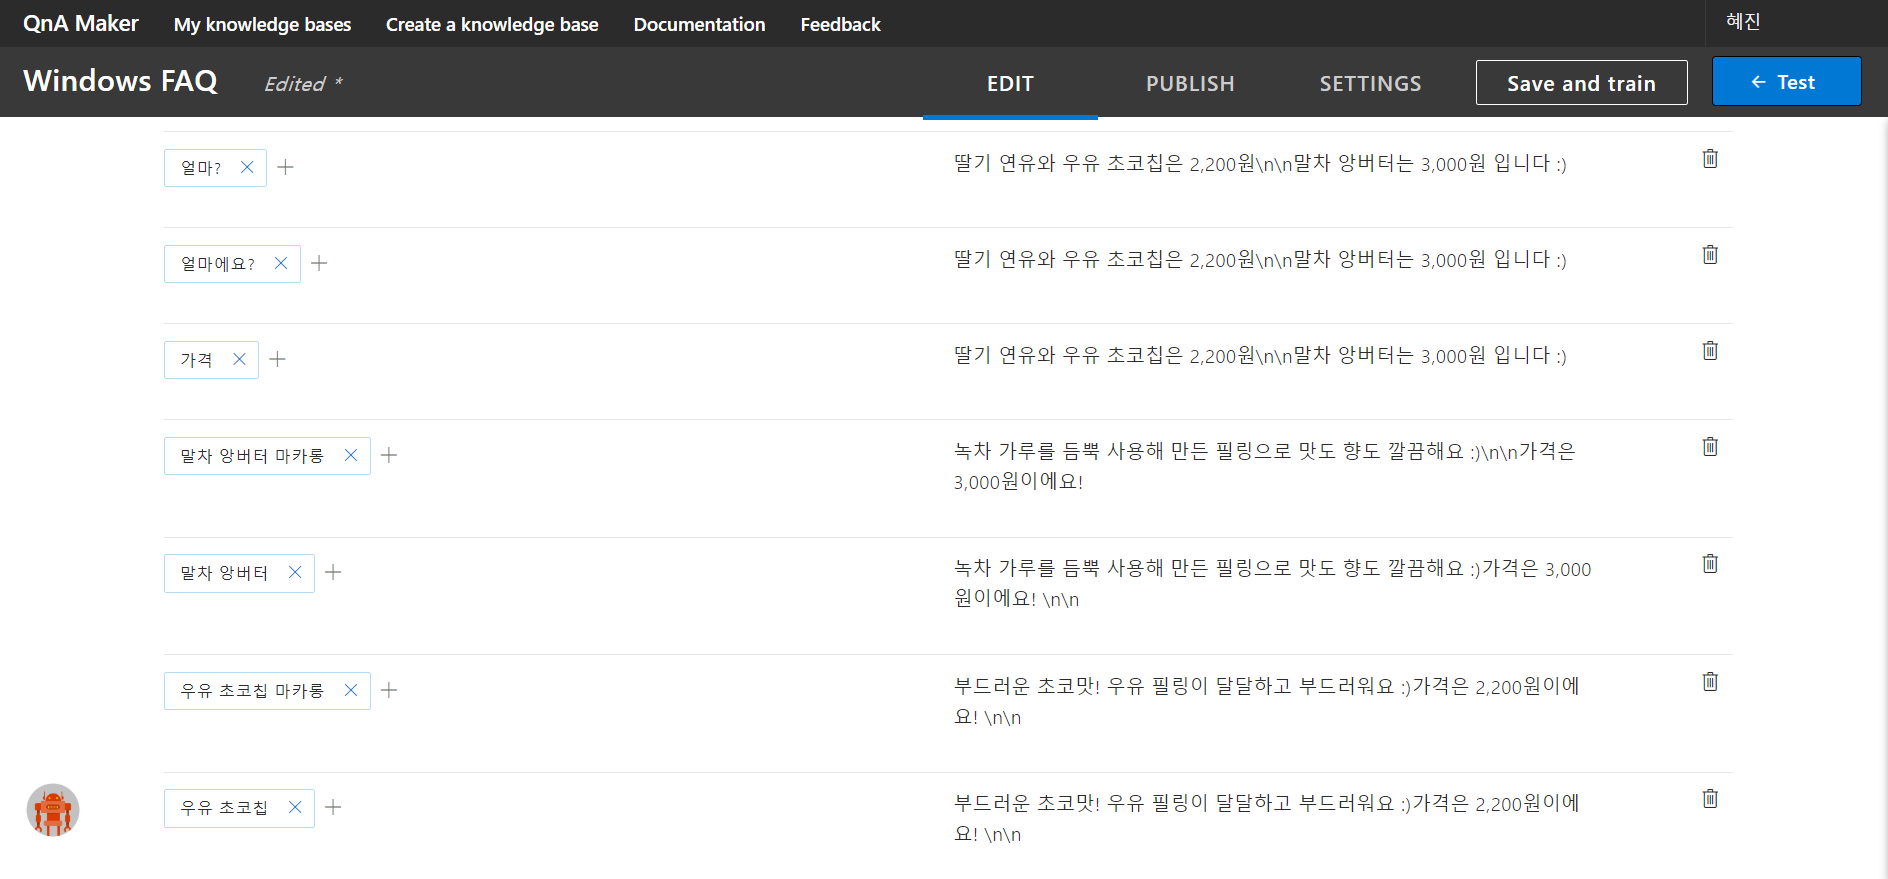 QnA Maker My knowledge bases Create a knowledge base Documentation Feedback 혜진
Windows FAQ Edited * EDIT PUBLISH SETTINGS Save and train ← Test
얼마? 딸기 연유와 우유 초코칩은 2,200원\n\n말차 앙버터는 3,000원 입니다 :)
얼마에요? 딸기 연유와 우유 초코칩은 2,200원\n\n말차 앙버터는 3,000원 입니다 :)
가격 딸기 연유와 우유 초코칩은 2,200원\n\n말차 앙버터는 3,000원 입니다 :)
말차 앙버터 마카롱 녹차 가루를 듬뿍 사용해 만든 필링으로 맛도 향도 깔끔해요 :)\n\n가격은
3,000원이에요!
말차 앙버터 녹차 가루를 듬뿍 사용해 만든 필링으로 맛도 향도 깔끔해요 :)가격은 3,000
원이에요! \n\n
우유 초코칩 마카롱 부드러운 초코맛! 우유 필링이 달달하고 부드러워요 :)가격은 2,200원이에
요! \n\n
우유 초코칩 부드러운 초코맛! 우유 필링이 달달하고 부드러워요 :)가격은 2,200원이에
요! \n\n